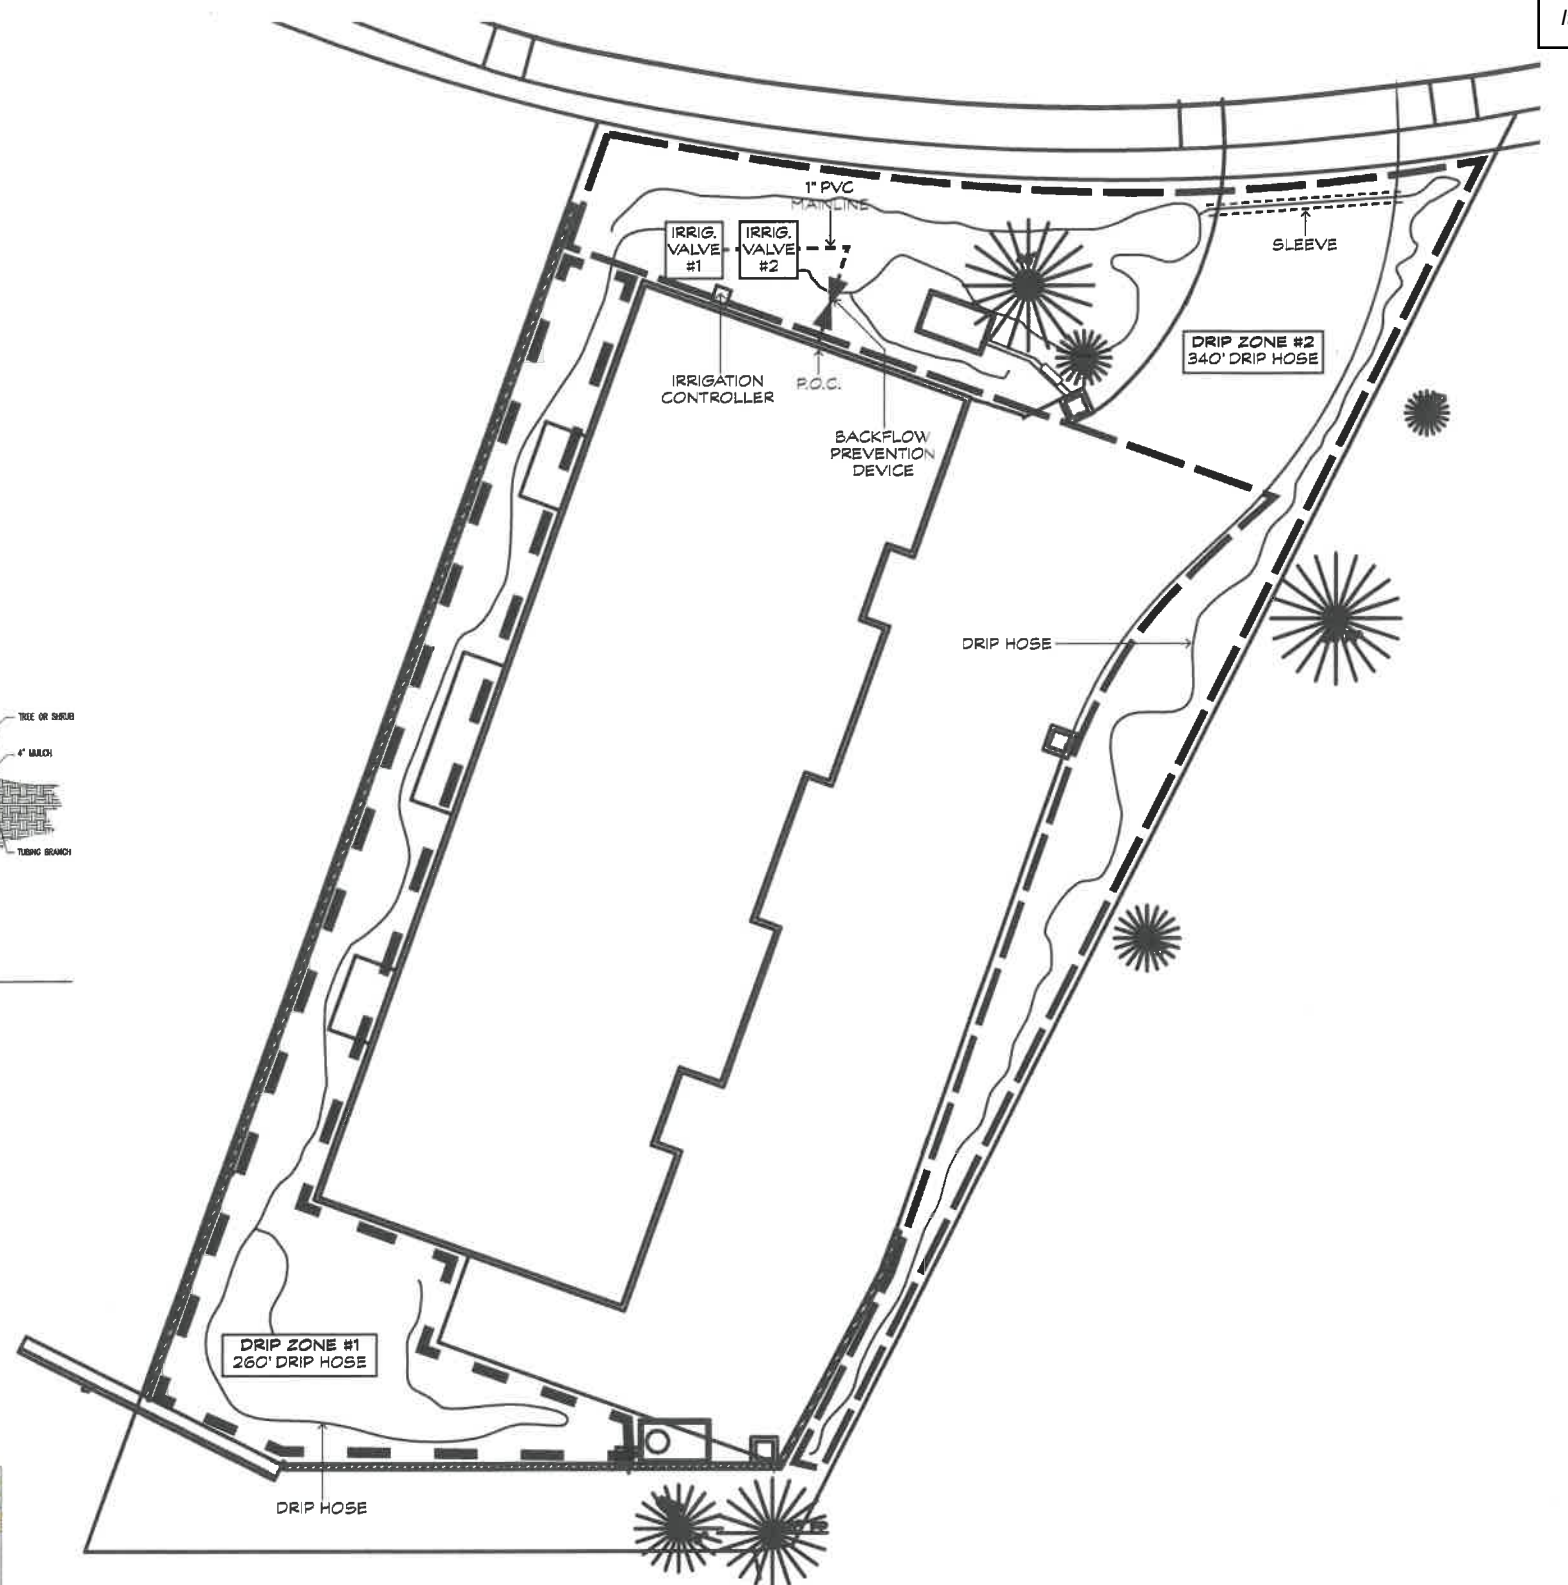 1" PVC
MAINLINE
IRRIG.
VALVE
#1
IRRIG.
VALVE
#2
SLEEVE
DRIP ZONE #2
340' DRIP HOSE
IRRIGATION
CONTROLLER
P.O.C.
BACKFLOW
PREVENTION
DEVICE
DRIP HOSE
TREE OR SHRUB
4" MULCH
TUBING BRANCH
DRIP ZONE #1
260' DRIP HOSE
DRIP HOSE